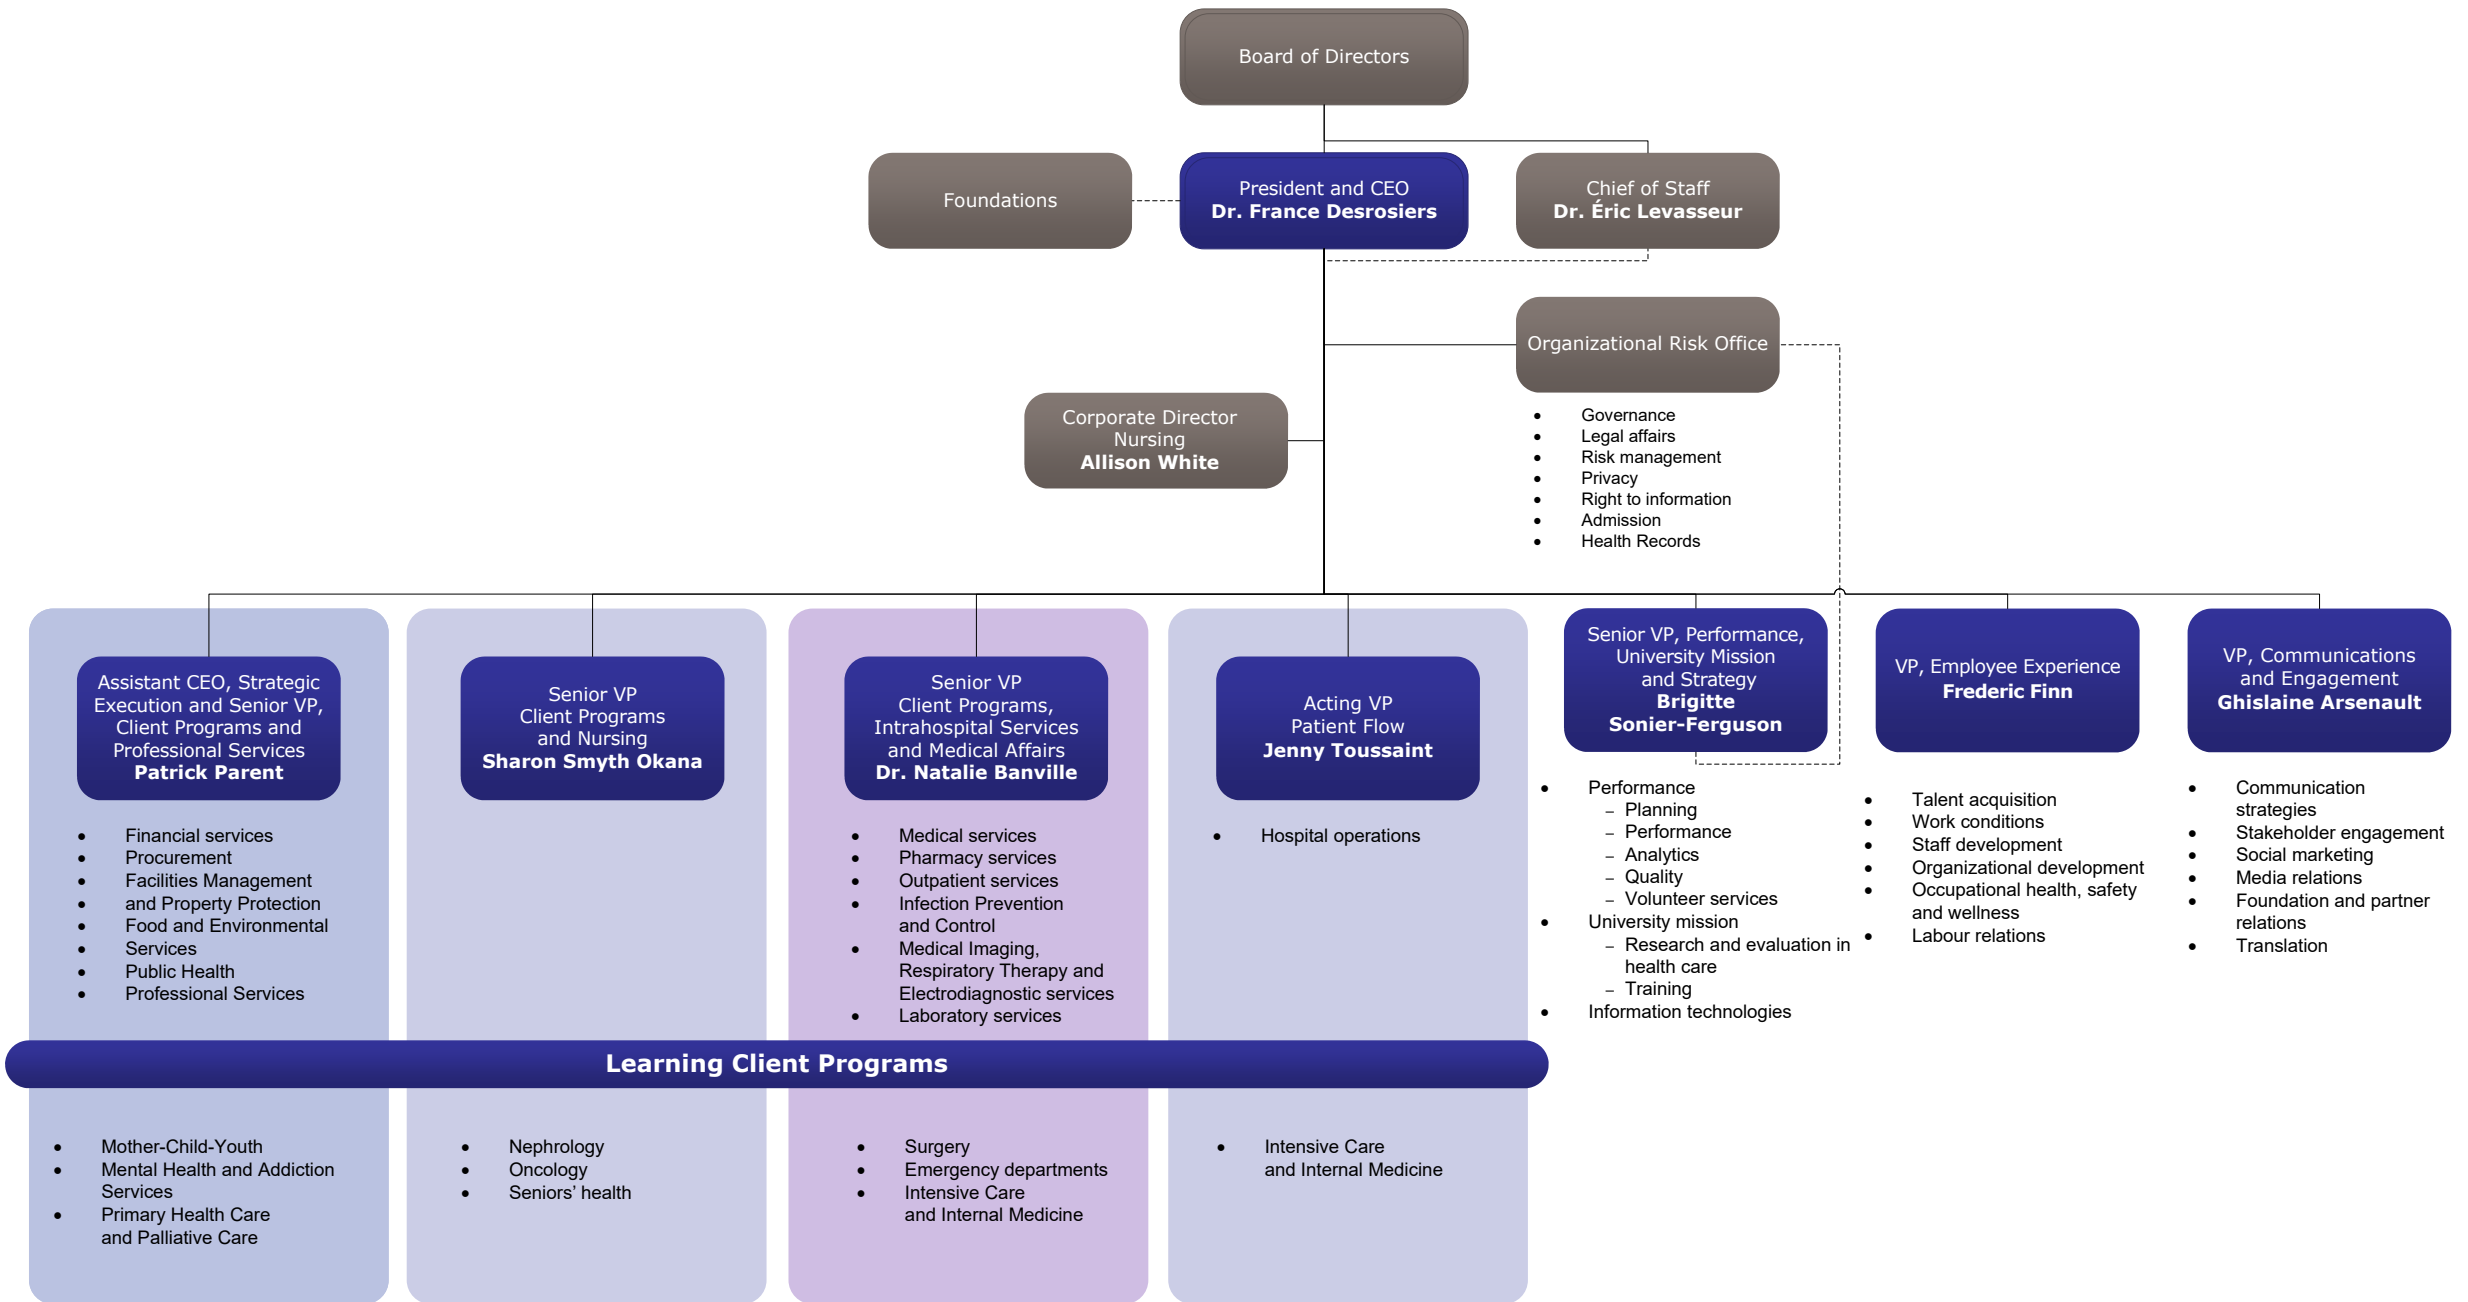 Board of Directors
Foundations
President and CEO
Dr. France Desrosiers
Chief of Staff
Dr. Éric Levasseur
Organizational Risk Office
Corporate Director
Nursing
Allison White
• Governance
• Legal affairs
• Risk management
• Privacy
• Right to information
• Admission
• Health Records
Assistant CEO, Strategic
Execution and Senior VP,
Client Programs and
Professional Services
Patrick Parent
• Financial services
• Procurement
• Facilities Management
• and Property Protection
• Food and Environmental
• Services
• Public Health
• Professional Services
Senior VP
Client Programs
and Nursing
Sharon Smyth Okana
Senior VP
Client Programs,
Intrahospital Services
and Medical Affairs
Dr. Natalie Banville
• Medical services
• Pharmacy services
• Outpatient services
• Infection Prevention
and Control
• Medical Imaging,
Respiratory Therapy and
Electrodiagnostic services
• Laboratory services
Acting VP
Patient Flow
Jenny Toussaint
• Hospital operations
Senior VP, Performance,
University Mission
and Strategy
Brigitte
Sonier-Ferguson
• Performance
– Planning
– Performance
– Analytics
– Quality
– Volunteer services
• University mission
– Research and evaluation in
health care
– Training
• Information technologies
VP, Employee Experience
Frederic Finn
• Talent acquisition
• Work conditions
• Staff development
• Organizational development
• Occupational health, safety
and wellness
• Labour relations
VP, Communications
and Engagement
Ghislaine Arsenault
• Communication
strategies
• Stakeholder engagement
• Social marketing
• Media relations
• Foundation and partner
relations
• Translation
Learning Client Programs
• Mother-Child-Youth
• Mental Health and Addiction
Services
• Primary Health Care
and Palliative Care
• Nephrology
• Oncology
• Seniors’ health
• Surgery
• Emergency departments
• Intensive Care
and Internal Medicine
• Intensive Care
and Internal Medicine